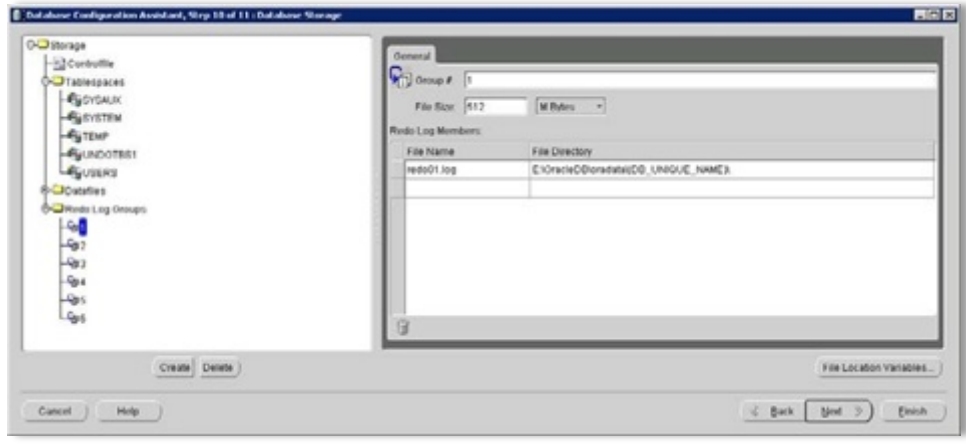 Database Configuration Assistant, Step 10 of 11 : Database Storage
Storage
Controlfile
Tablespaces
SYSAUX
SYSTEM
TEMP
UNDOTBS1
USERS
Datafiles
Redo Log Groups
1
2
3
4
5
6
Create
Delete
General
Group #: 1
File Size: 512 M Bytes
Redo Log Members:
File Name File Directory
redo01.log E:\OracleDB\oradata\{DB_UNIQUE_NAME}\
File Location Variables...
Cancel
Help
Back
Next
Finish